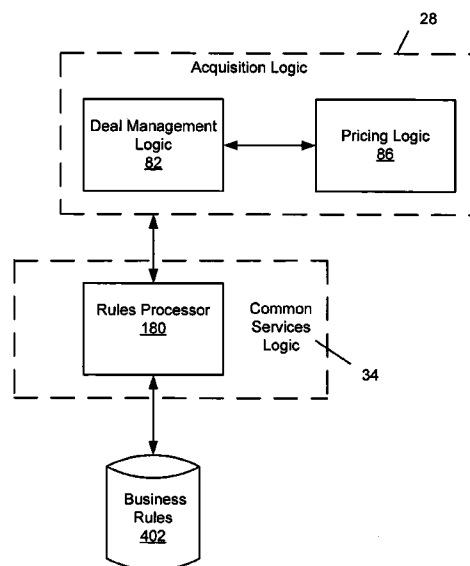 28
Acquisition Logic
Deal Management
Logic
82
Pricing Logic
86
Rules Processor
180
Common
Services
Logic
34
Business
Rules
402